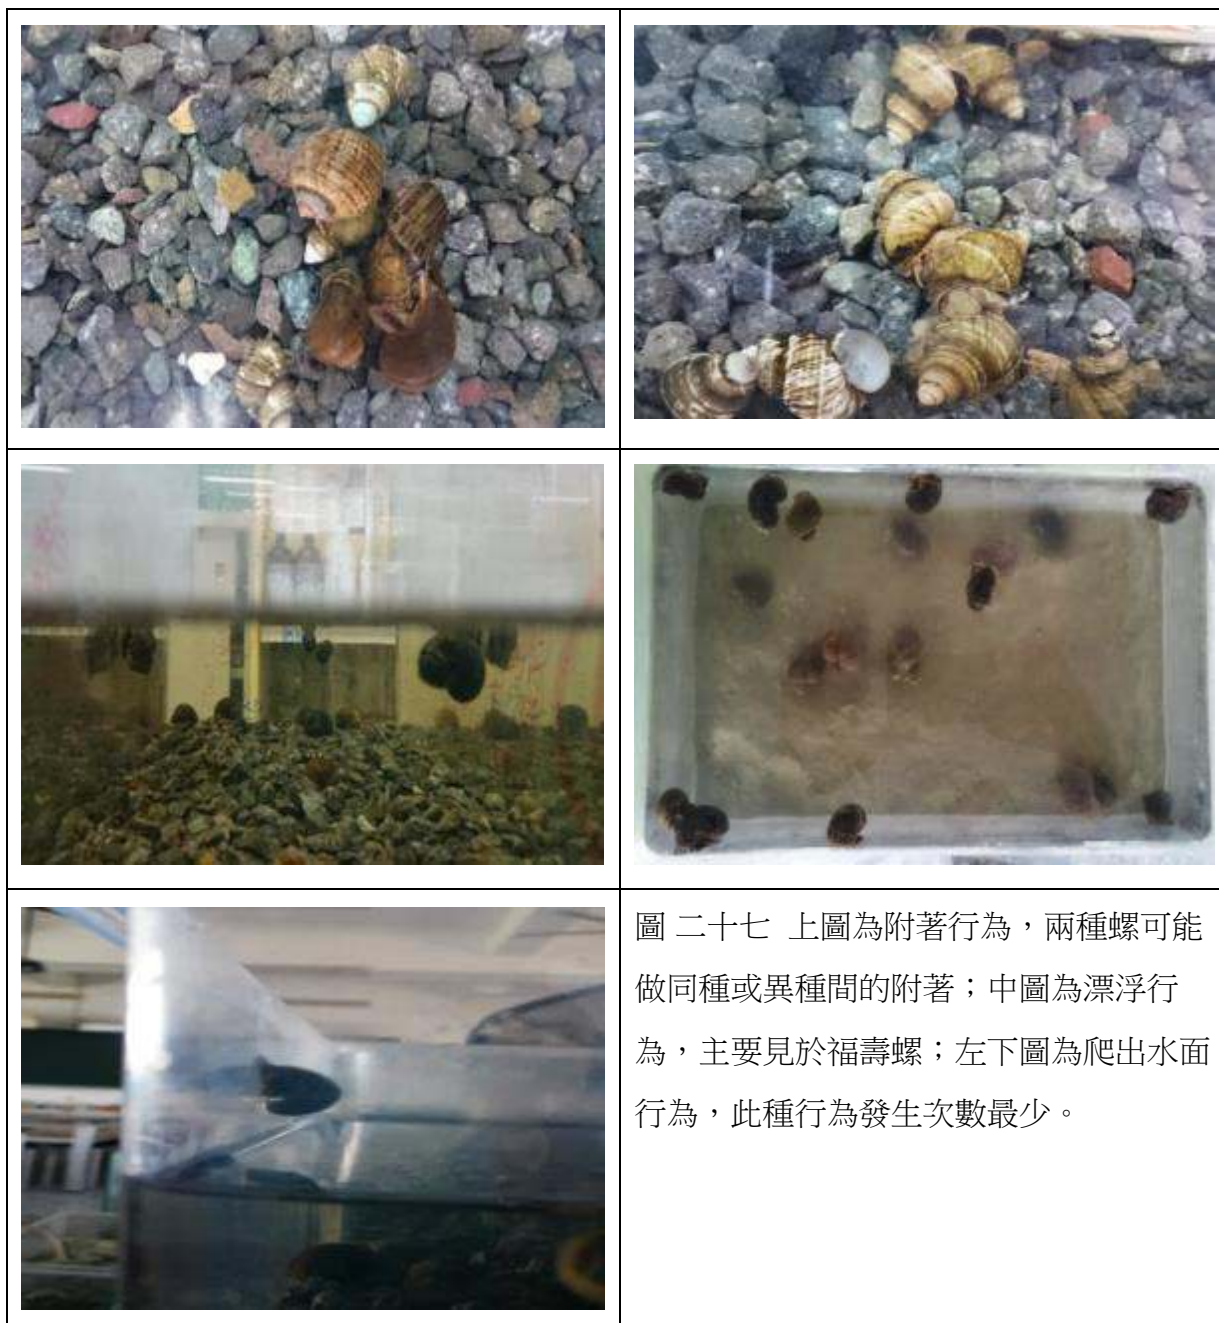 圖 二十七  上圖為附著行為，兩種螺可能
做同種或異種間的附著；中圖為漂浮行
為，主要見於福壽螺；左下圖為爬出水面
行為，此種行為發生次數最少。